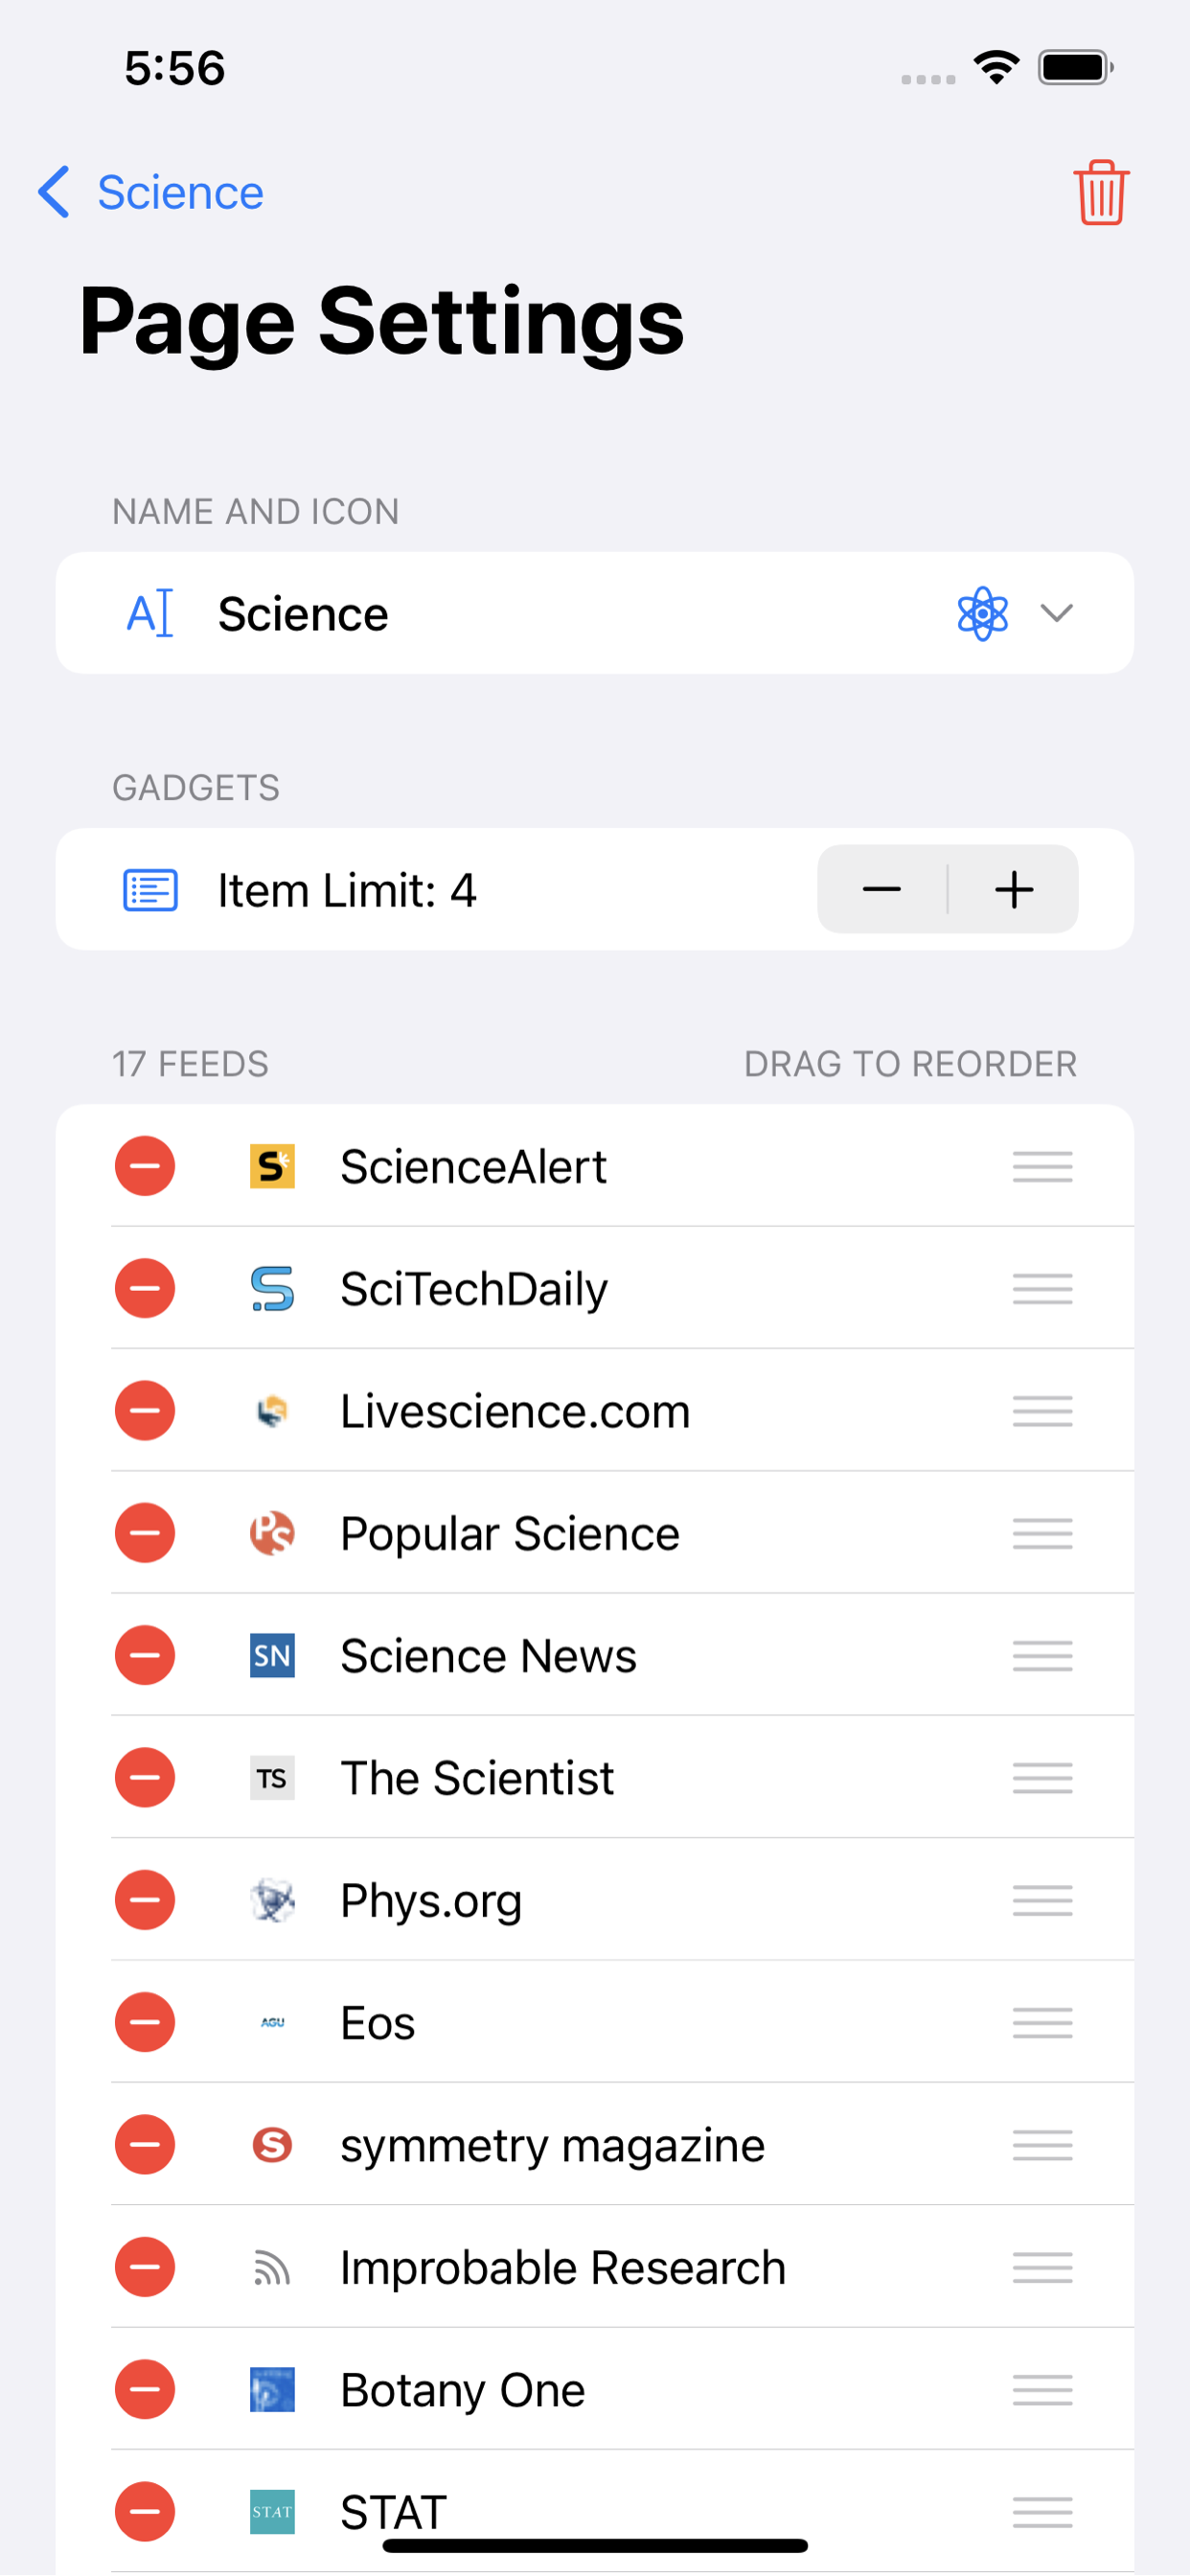 5:56
Science
Page Settings
NAME AND ICON
A Science
GADGETS
Item Limit: 4
17 FEEDS DRAG TO REORDER
S ScienceAlert
S SciTechDaily
Livescience.com
PS Popular Science
SN Science News
TS The Scientist
Phys.org
AGU Eos
S symmetry magazine
Improbable Research
Botany One
STAT STAT